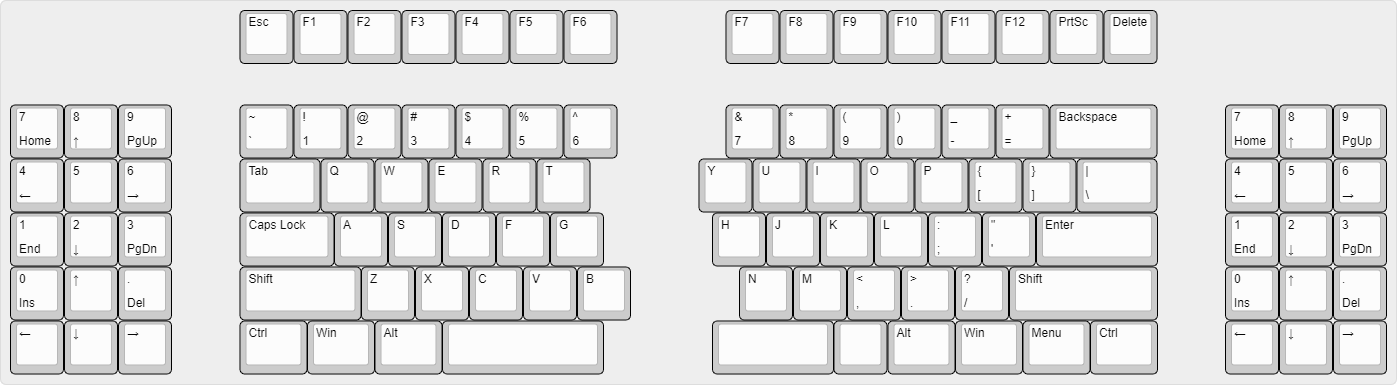 Esc F1 F2 F3 F4 F5 F6 F7 F8 F9 F10 F11 F12 PrtSc Delete
7 8 9 ~ ! @ # $ % ^ & * ( ) _ + Backspace 7 8 9
Home ↑ PgUp ` 1 2 3 4 5 6 7 8 9 0 - = Home ↑ PgUp
4 5 6 Tab Q W E R T Y U I O P { } | 4 5 6
← → [ ] \ ← →
1 2 3 Caps Lock A S D F G H J K L : " Enter 1 2 3
End ↓ PgDn ; ' End ↓ PgDn
0 ↑ . Shift Z X C V B N M < > ? Shift 0 ↑ .
Ins Del , . / Ins Del
← ↓ → Ctrl Win Alt Alt Win Menu Ctrl ← ↓ →